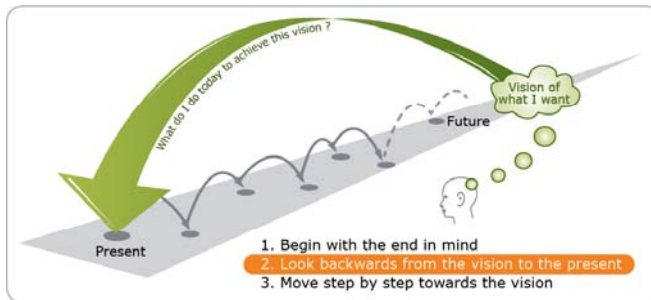 What do I do today to achieve this vision ?
Vision of
what I want
Future
Present
1. Begin with the end in mind
2. Look backwards from the vision to the present
3. Move step by step towards the vision